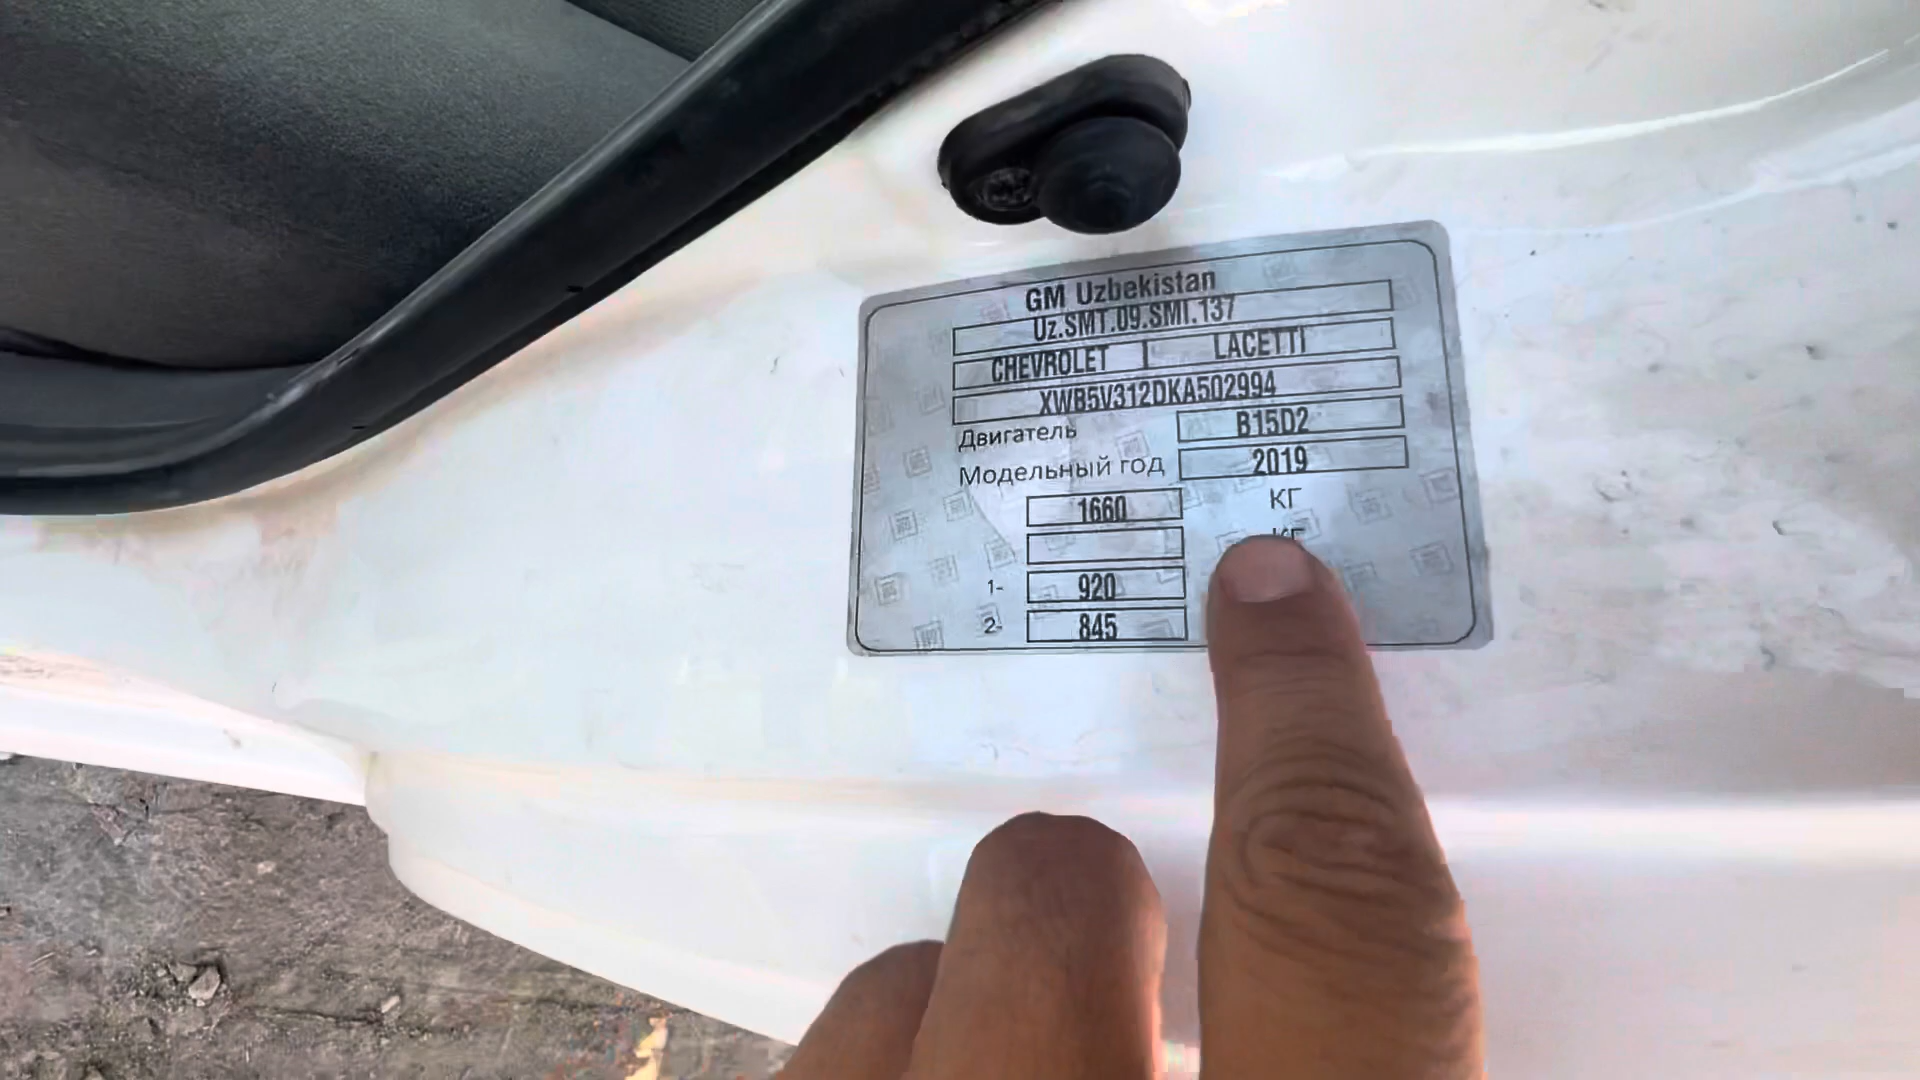 GM Uzbekistan
Uz.SMT.09.SMI.137
CHEVROLET LACETTI
XWB5V312DKA502994
Двигатель B15D2
Модельный год 2019
1660 КГ
КГ
1- 920
2- 845